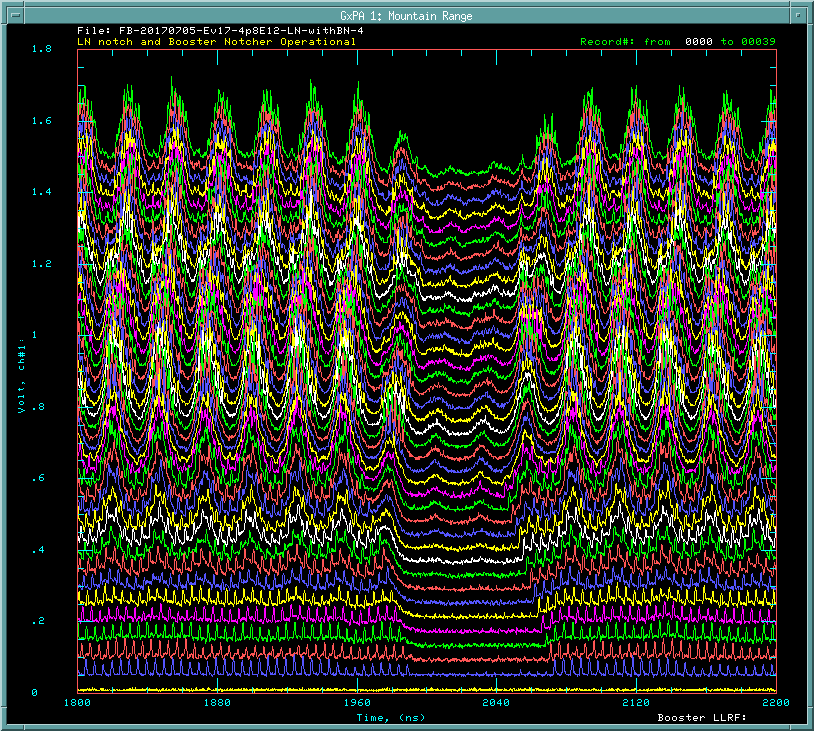 GxPA 1: Mountain Range
File: FB-20170705-Ev17-4p8E12-LN-withBN-4
LN notch and Booster Notcher Operational
Record#: from 0000 to 00039
1.8
1.6
1.4
1.2
1
.8
.6
.4
.2
0
Volt, ch#1:
1800 1880 1960 2040 2120 2200
Time, (ns)
Booster LLRF: